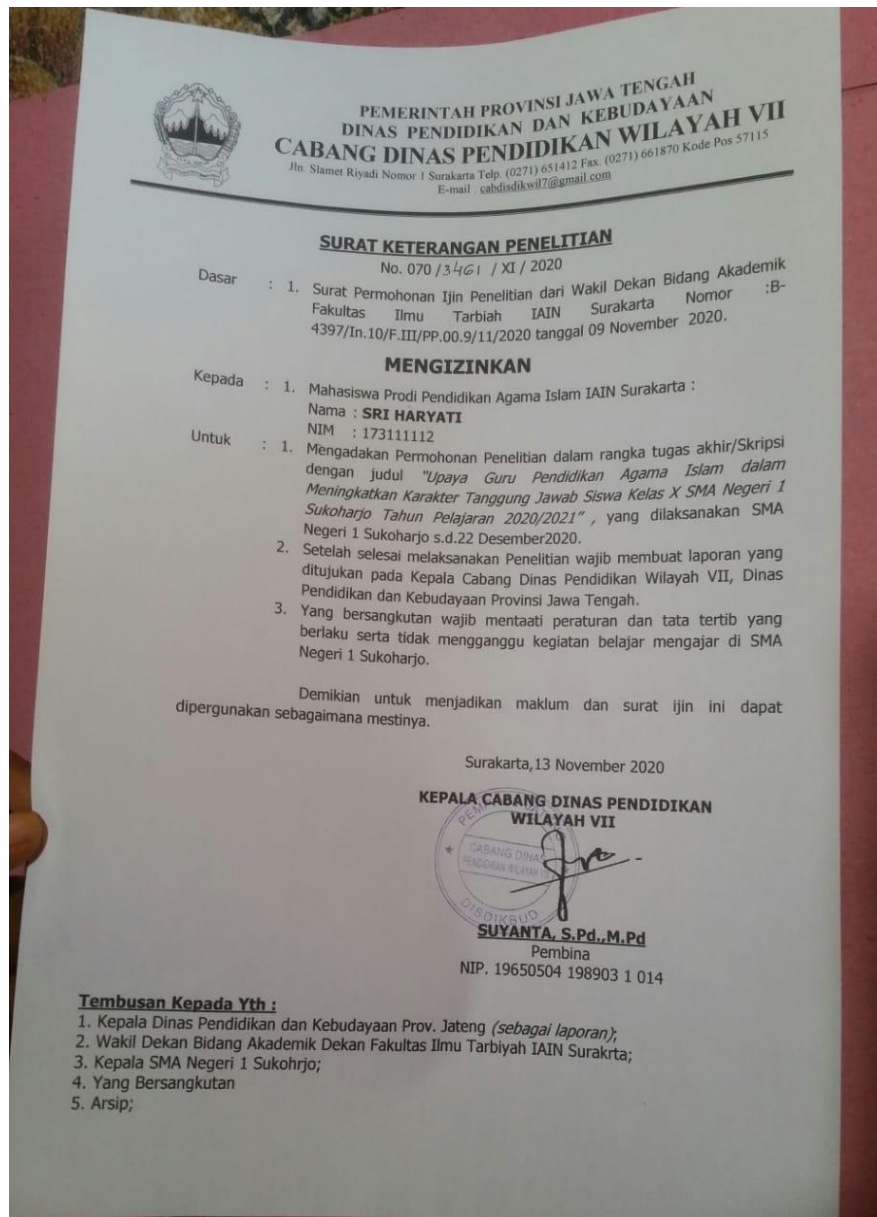 PEMERINTAH PROVINSI JAWA TENGAH
DINAS PENDIDIKAN DAN KEBUDAYAAN
CABANG DINAS PENDIDIKAN WILAYAH VII
Jln. Slamet Riyadi Nomor 1 Surakarta Telp. (0271) 651412 Fax. (0271) 661870 Kode Pos 57115
E-mail : cabdisdikwil7@gmail.com
SURAT KETERANGAN PENELITIAN
No. 070 /3461 / XI / 2020
Dasar : 1. Surat Permohonan Ijin Penelitian dari Wakil Dekan Bidang Akademik
Fakultas Ilmu Tarbiah IAIN Surakarta Nomor :B-
4397/In.10/F.III/PP.00.9/11/2020 tanggal 09 November 2020.
MENGIZINKAN
Kepada : 1. Mahasiswa Prodi Pendidikan Agama Islam IAIN Surakarta :
Nama : SRI HARYATI
NIM : 173111112
Untuk : 1. Mengadakan Permohonan Penelitian dalam rangka tugas akhir/Skripsi
dengan judul "Upaya Guru Pendidikan Agama Islam dalam
Meningkatkan Karakter Tanggung Jawab Siswa Kelas X SMA Negeri 1
Sukoharjo Tahun Pelajaran 2020/2021" , yang dilaksanakan SMA
Negeri 1 Sukoharjo s.d.22 Desember2020.
2. Setelah selesai melaksanakan Penelitian wajib membuat laporan yang
ditujukan pada Kepala Cabang Dinas Pendidikan Wilayah VII, Dinas
Pendidikan dan Kebudayaan Provinsi Jawa Tengah.
3. Yang bersangkutan wajib mentaati peraturan dan tata tertib yang
berlaku serta tidak mengganggu kegiatan belajar mengajar di SMA
Negeri 1 Sukoharjo.
Demikian untuk menjadikan maklum dan surat ijin ini dapat
dipergunakan sebagaimana mestinya.
Surakarta,13 November 2020
KEPALA CABANG DINAS PENDIDIKAN
WILAYAH VII
CABANG DINAS
PENDIDIKAN WILAYAH VII
DISDIKBUD
SUYANTA, S.Pd.,M.Pd
Pembina
NIP. 19650504 198903 1 014
Tembusan Kepada Yth :
1. Kepala Dinas Pendidikan dan Kebudayaan Prov. Jateng (sebagai laporan);
2. Wakil Dekan Bidang Akademik Dekan Fakultas Ilmu Tarbiyah IAIN Surakrta;
3. Kepala SMA Negeri 1 Sukohrjo;
4. Yang Bersangkutan
5. Arsip;